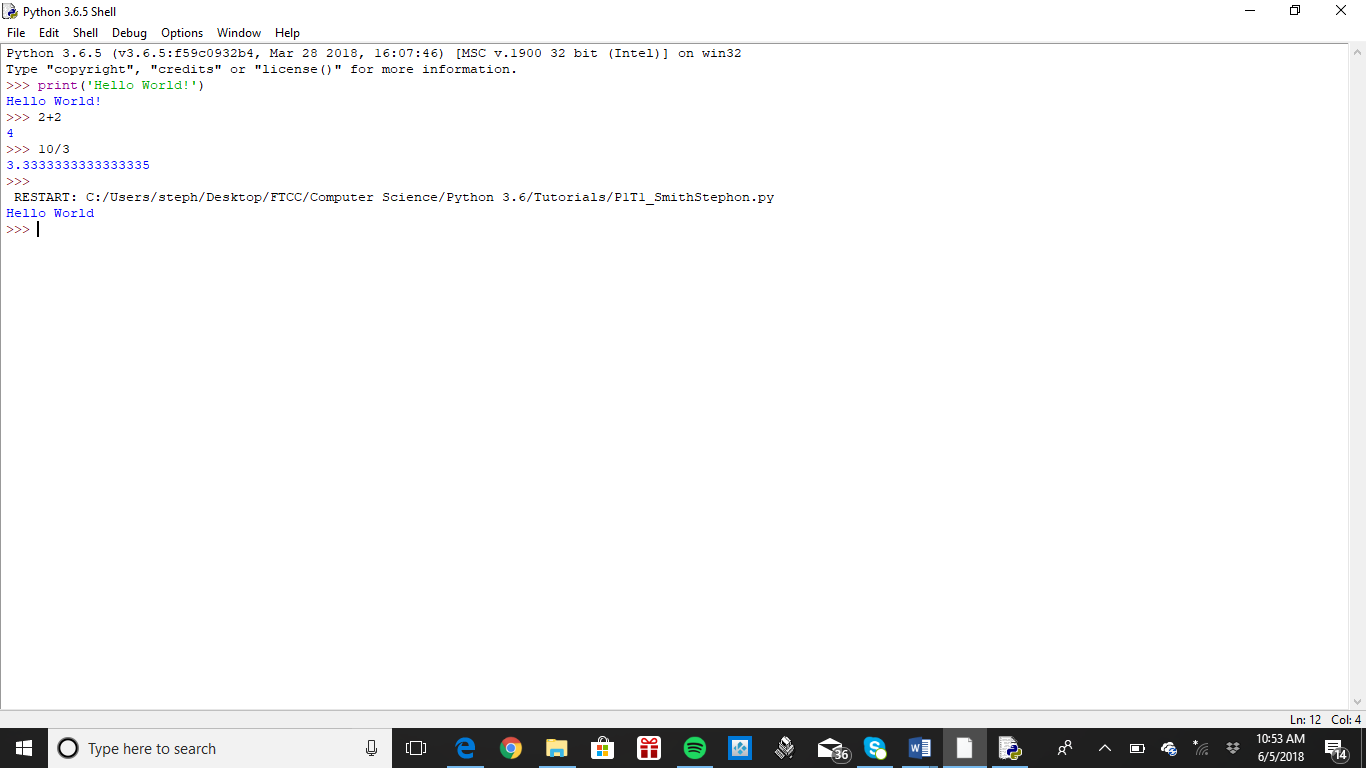 Python 3.6.5 Shell
File Edit Shell Debug Options Window Help
Python 3.6.5 (v3.6.5:f59c0932b4, Mar 28 2018, 16:07:46) [MSC v.1900 32 bit (Intel)] on win32
Type "copyright", "credits" or "license()" for more information.
>>> print('Hello World!')
Hello World!
>>> 2+2
4
>>> 10/3
3.3333333333333335
>>>
RESTART: C:/Users/steph/Desktop/FTCC/Computer Science/Python 3.6/Tutorials/P1T1_SmithStephon.py
Hello World
>>>
Ln: 12 Col: 4
Type here to search
36
10:53 AM
6/5/2018
14